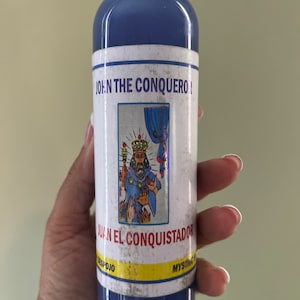 JOHN THE CONQUEROR
JUAN EL CONQUISTADOR